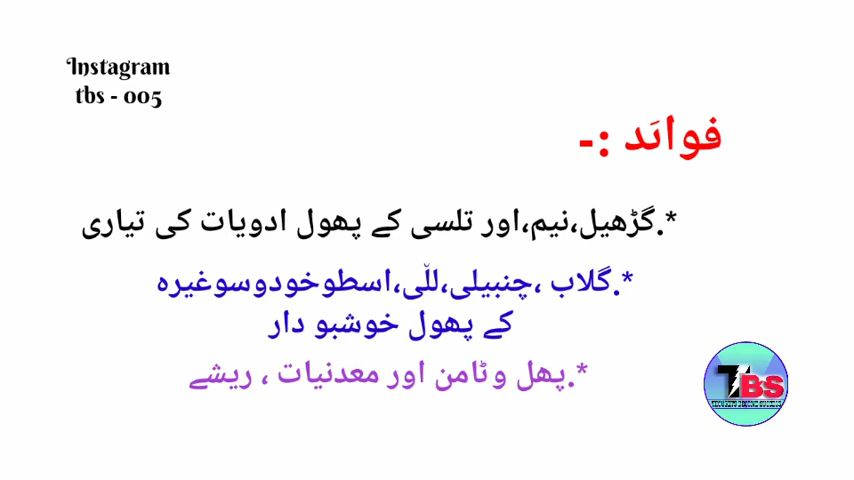 Instagram
tbs - 005
فوائد :-
*.گڑھیل،نیم،اور تلسی کے پھول ادویات کی تیاری
*.گلاب ،چنبیلی،للّی،اسطوخودوسوغیرہ
کے پھول خوشبو دار
*.پھل وٹامن اور معدنیات ، ریشے
TBS